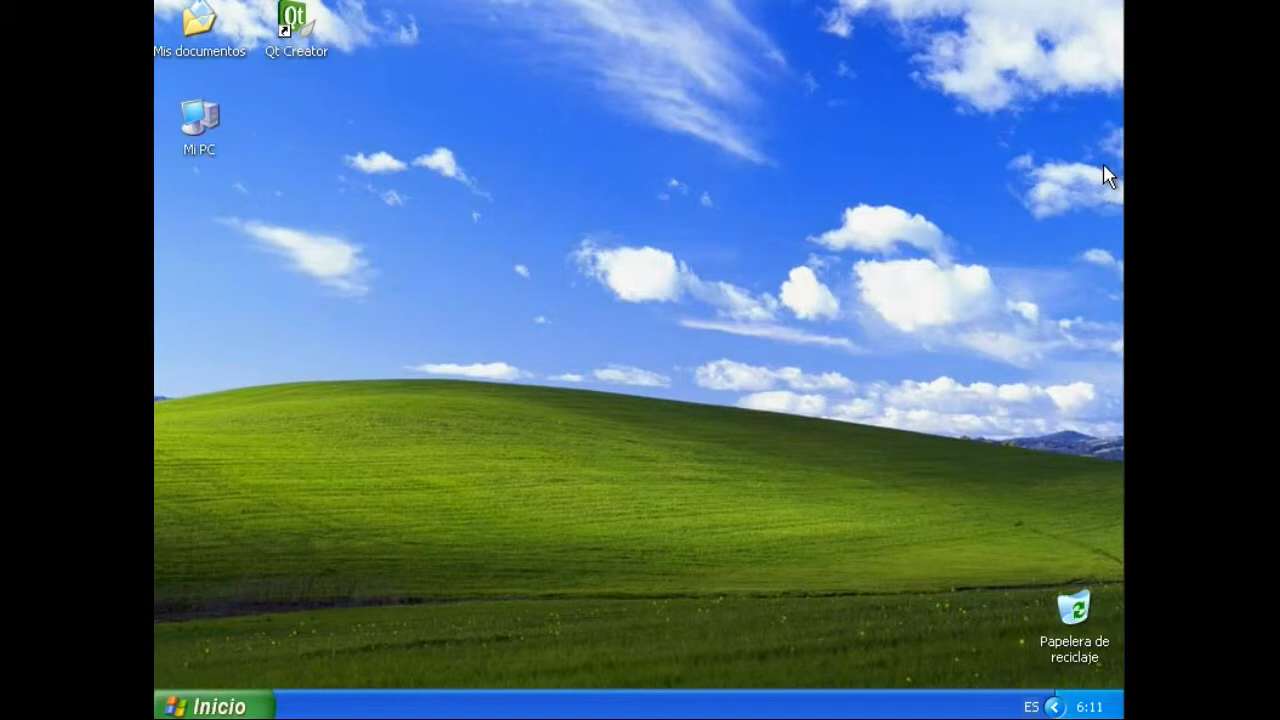 Qt
Mis documentos
Qt Creator
Mi PC
Papelera de
reciclaje
Inicio
ES
6:11